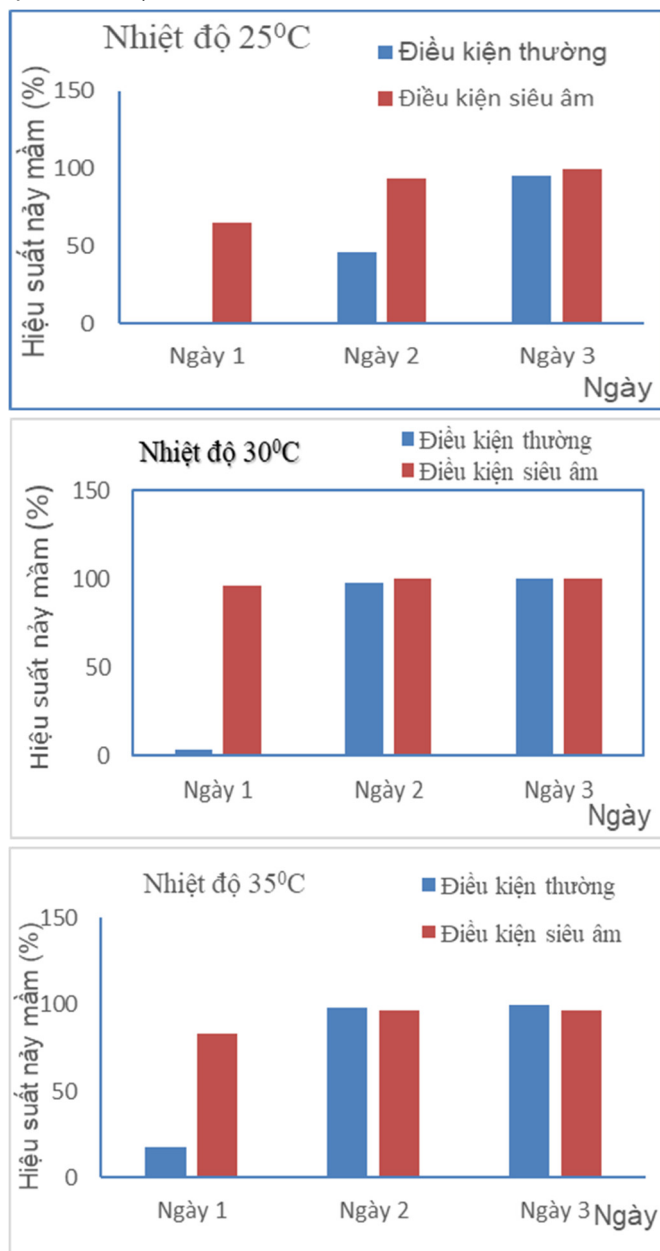 Nhiệt độ 25⁰C
Điều kiện thường
Điều kiện siêu âm
Hiệu suất nảy mầm (%)
150
100
50
0
Ngày 1
Ngày 2
Ngày 3
Ngày
Nhiệt độ 30⁰C
Điều kiện thường
Điều kiện siêu âm
Hiệu suất nảy mầm (%)
150
100
50
0
Ngày 1
Ngày 2
Ngày 3
Ngày
Nhiệt độ 35⁰C
Điều kiện thường
Điều kiện siêu âm
Hiệu suất nảy mầm (%)
150
100
50
0
Ngày 1
Ngày 2
Ngày 3
Ngày